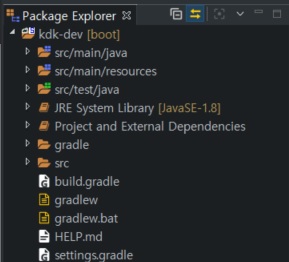 Package Explorer
kdk-dev [boot]
src/main/java
src/main/resources
src/test/java
JRE System Library [JavaSE-1.8]
Project and External Dependencies
gradle
src
build.gradle
gradlew
gradlew.bat
HELP.md
settings.gradle